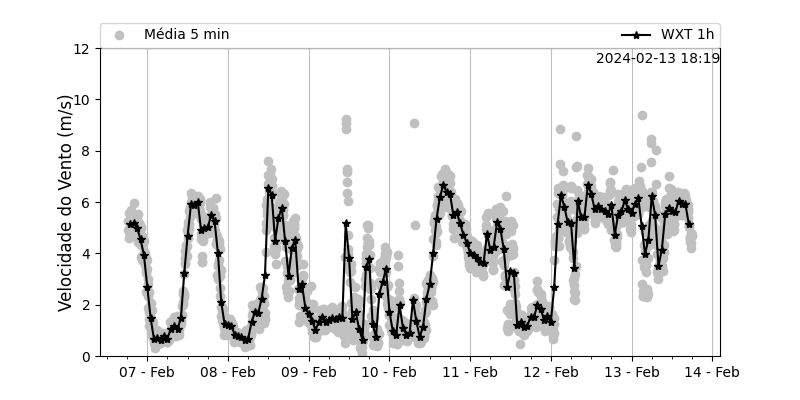 Média 5 min
WXT 1h
2024-02-13 18:19
Velocidade do Vento (m/s)
12
10
8
6
4
2
0
07 - Feb
08 - Feb
09 - Feb
10 - Feb
11 - Feb
12 - Feb
13 - Feb
14 - Feb